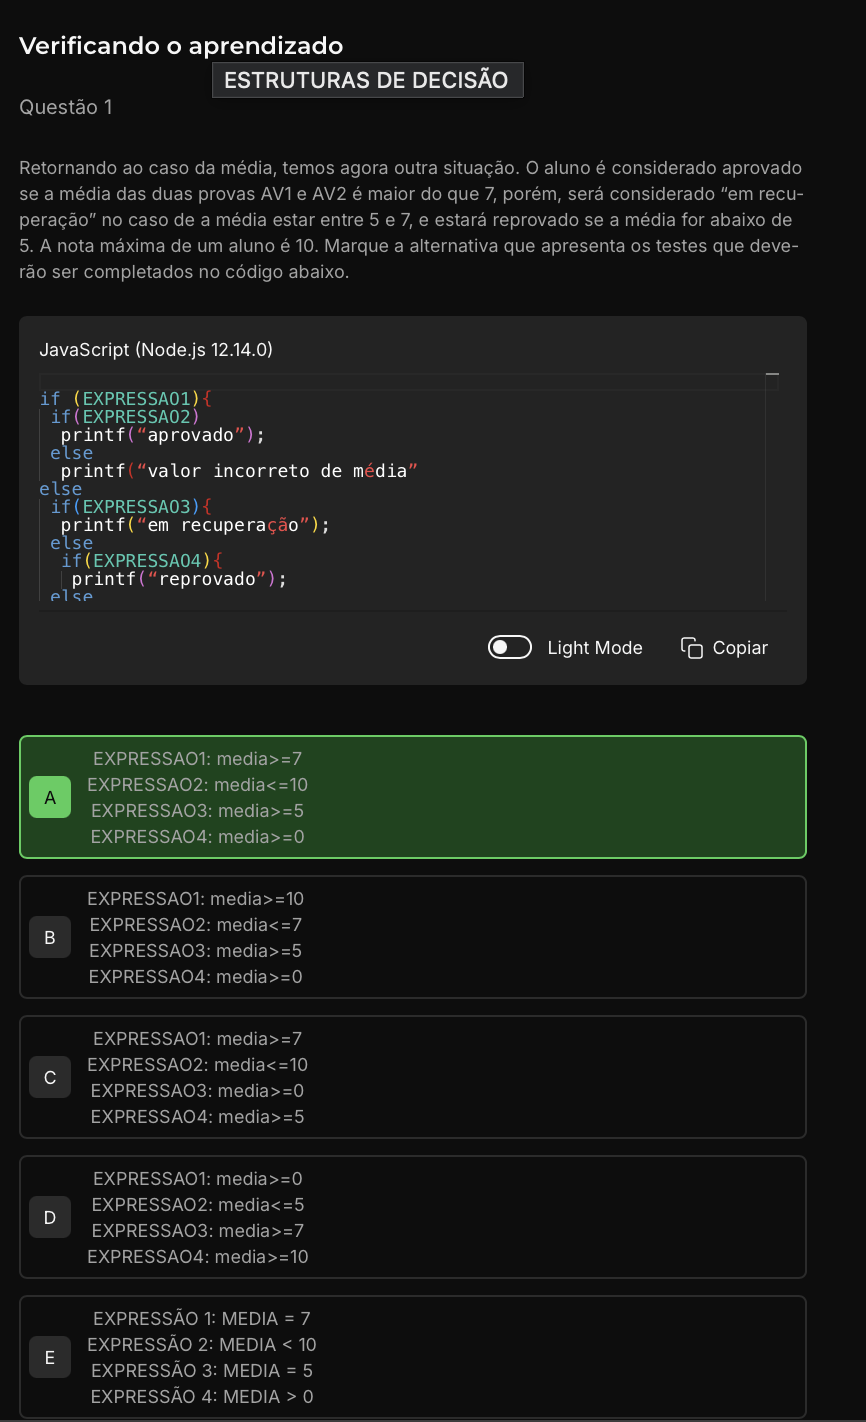 Verificando o aprendizado
ESTRUTURAS DE DECISÃO
Questão 1
Retornando ao caso da média, temos agora outra situação. O aluno é considerado aprovado
se a média das duas provas AV1 e AV2 é maior do que 7, porém, será considerado “em recu-
peração” no caso de a média estar entre 5 e 7, e estará reprovado se a média for abaixo de
5. A nota máxima de um aluno é 10. Marque a alternativa que apresenta os testes que deve-
rão ser completados no código abaixo.
JavaScript (Node.js 12.14.0)
if (EXPRESSAO1){
if(EXPRESSAO2)
printf(“aprovado”);
else
printf(“valor incorreto de média”
else
if(EXPRESSAO3){
printf(“em recuperação”);
else
if(EXPRESSAO4){
printf(“reprovado”);
else
Light Mode
Copiar
A
EXPRESSAO1: media>=7
EXPRESSAO2: media<=10
EXPRESSAO3: media>=5
EXPRESSAO4: media>=0
B
EXPRESSAO1: media>=10
EXPRESSAO2: media<=7
EXPRESSAO3: media>=5
EXPRESSAO4: media>=0
C
EXPRESSAO1: media>=7
EXPRESSAO2: media<=10
EXPRESSAO3: media>=0
EXPRESSAO4: media>=5
D
EXPRESSAO1: media>=0
EXPRESSAO2: media<=5
EXPRESSAO3: media>=7
EXPRESSAO4: media>=10
E
EXPRESSÃO 1: MEDIA = 7
EXPRESSÃO 2: MEDIA < 10
EXPRESSÃO 3: MEDIA = 5
EXPRESSÃO 4: MEDIA > 0